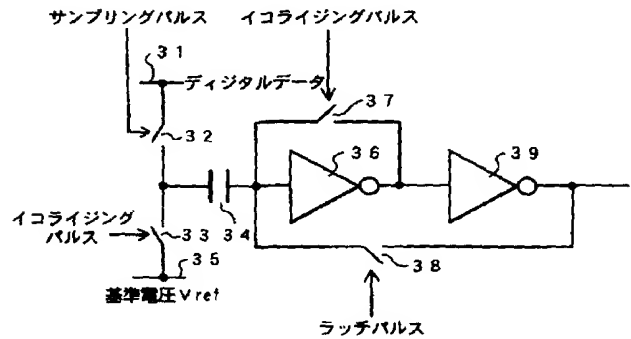 サンプリングパルス
イコライジングパルス
31
ディジタルデータ
37
32
36
39
イコライジング
パルス
33
34
38
35
基準電圧Vref
ラッチパルス